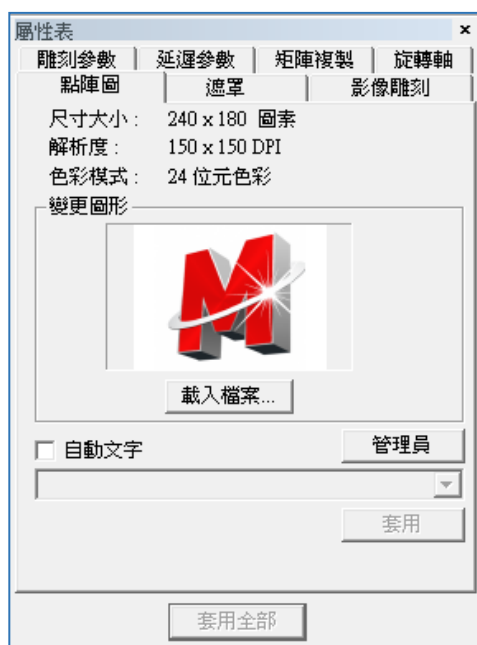 屬性表
雕刻參數 延遲參數 矩陣複製 旋轉軸
點陣圖 遮罩 影像雕刻
尺寸大小： 240 x 180 圖素
解析度： 150 x 150 DPI
色彩模式： 24 位元色彩
變更圖形
M
載入檔案...
自動文字 管理員
套用
套用全部